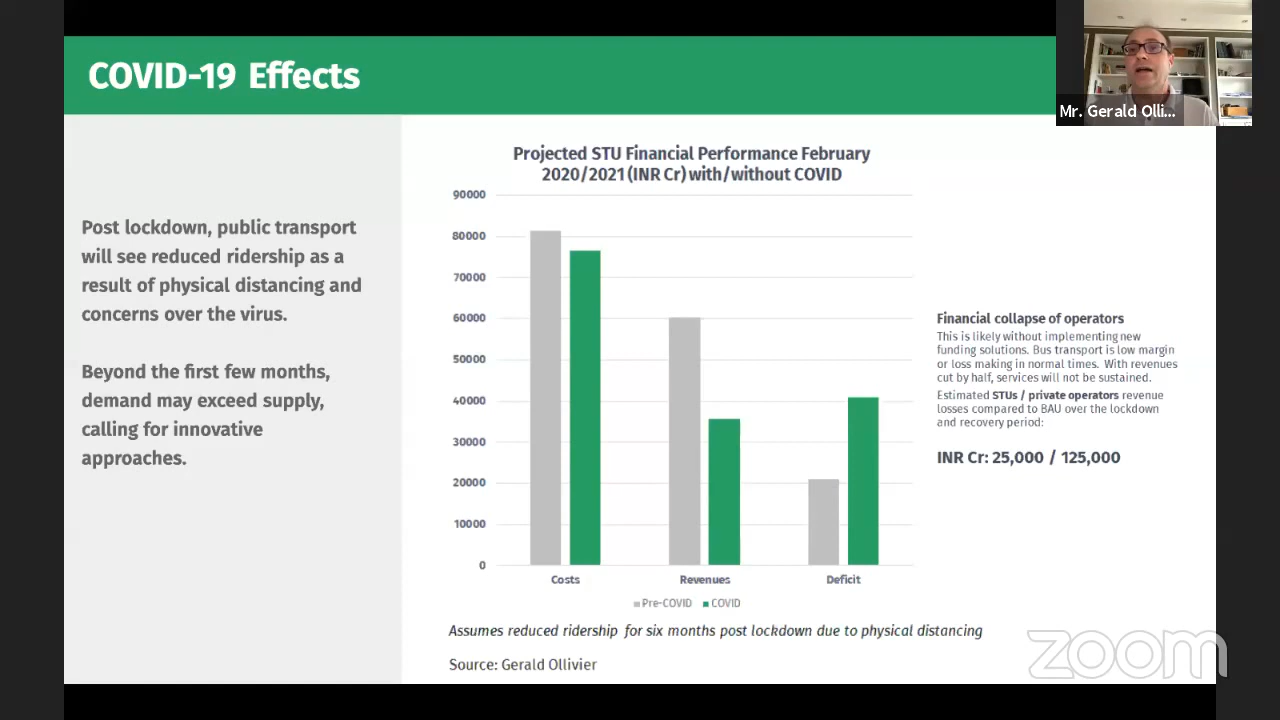 COVID-19 Effects
Mr. Gerald Olli...
Post lockdown, public transport
will see reduced ridership as a
result of physical distancing and
concerns over the virus.
Beyond the first few months,
demand may exceed supply,
calling for innovative
approaches.
Projected STU Financial Performance February
2020/2021 (INR Cr) with/without COVID
90000
80000
70000
60000
50000
40000
30000
20000
10000
0
Costs
Revenues
Deficit
Pre-COVID
COVID
Assumes reduced ridership for six months post lockdown due to physical distancing
Source: Gerald Ollivier
Financial collapse of operators
This is likely without implementing new
funding solutions. Bus transport is low margin
or loss making in normal times. With revenues
cut by half, services will not be sustained.
Estimated STUs / private operators revenue
losses compared to BAU over the lockdown
and recovery period:
INR Cr: 25,000 / 125,000
zoom